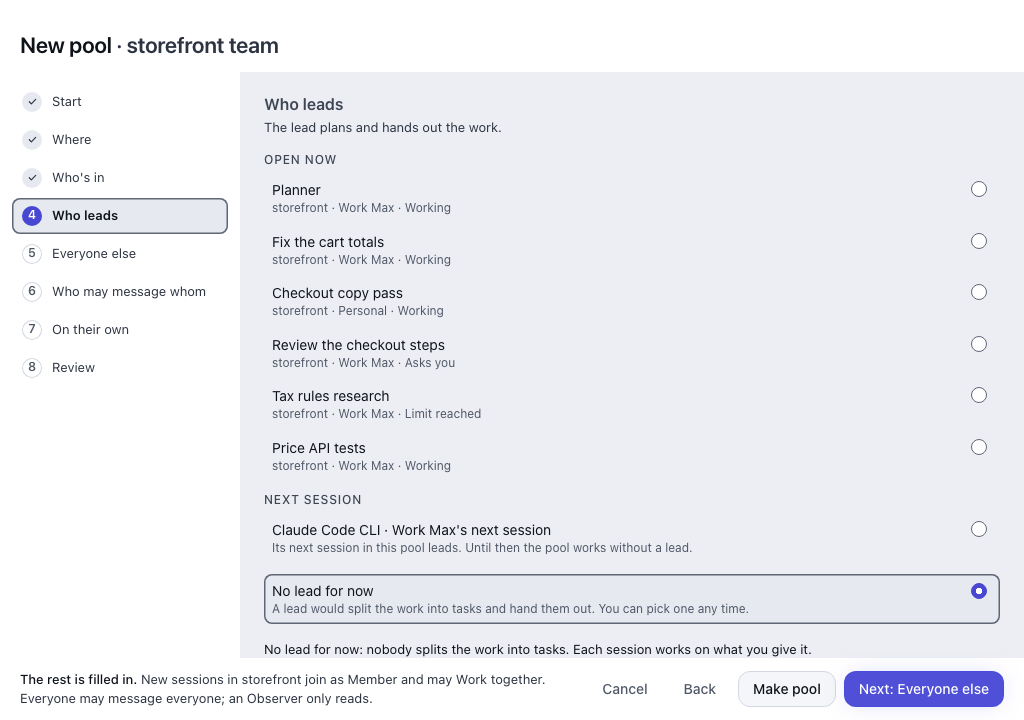 New pool · storefront team
Start
Where
Who's in
4 Who leads
5 Everyone else
6 Who may message whom
7 On their own
8 Review
Who leads
The lead plans and hands out the work.
OPEN NOW
Planner
storefront · Work Max · Working
Fix the cart totals
storefront · Work Max · Working
Checkout copy pass
storefront · Personal · Working
Review the checkout steps
storefront · Work Max · Asks you
Tax rules research
storefront · Work Max · Limit reached
Price API tests
storefront · Work Max · Working
NEXT SESSION
Claude Code CLI · Work Max's next session
Its next session in this pool leads. Until then the pool works without a lead.
No lead for now
A lead would split the work into tasks and hand them out. You can pick one any time.
No lead for now: nobody splits the work into tasks. Each session works on what you give it.
The rest is filled in. New sessions in storefront join as Member and may Work together.
Everyone may message everyone; an Observer only reads.
Cancel
Back
Make pool
Next: Everyone else